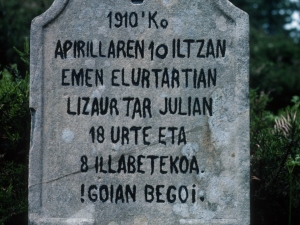 1910'Ko
APIRILLAREN 10 ILTZAN
EMEN ELURTARTIAN
LIZAUR TAR JULIAN
18 URTE ETA
8 ILLABETEKOA.
!GOIAN BEGOi.